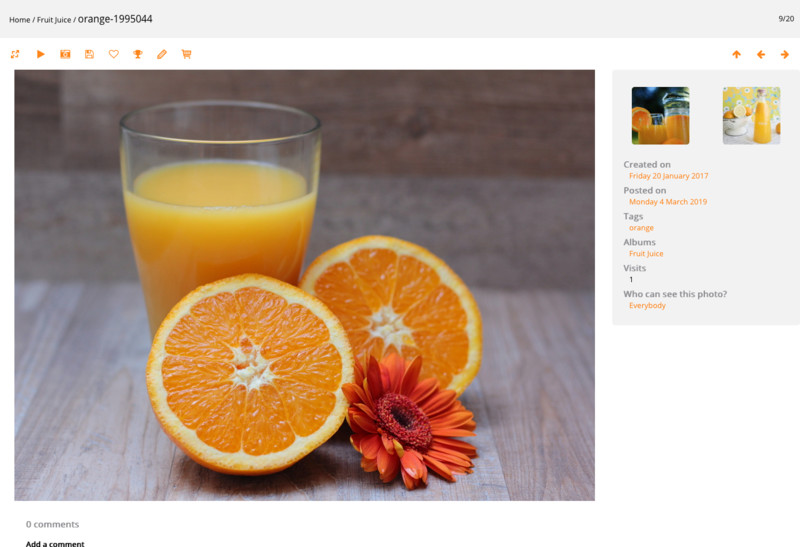 Home / Fruit Juice / orange-1995044
9/20
Created on
Friday 20 January 2017
Posted on
Monday 4 March 2019
Tags
orange
Albums
Fruit Juice
Visits
1
Who can see this photo?
Everybody
0 comments
Add a comment